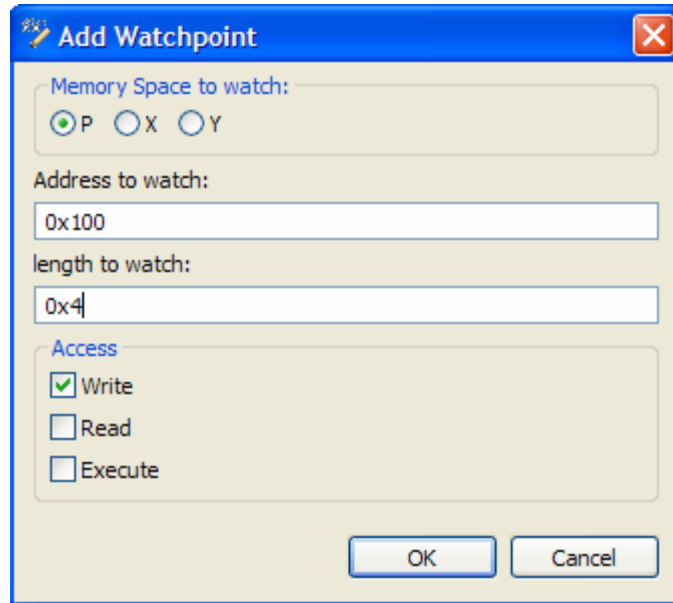 Add Watchpoint
Memory Space to watch:
P X Y
Address to watch:
0x100
length to watch:
0x4
Access
Write
Read
Execute
OK Cancel